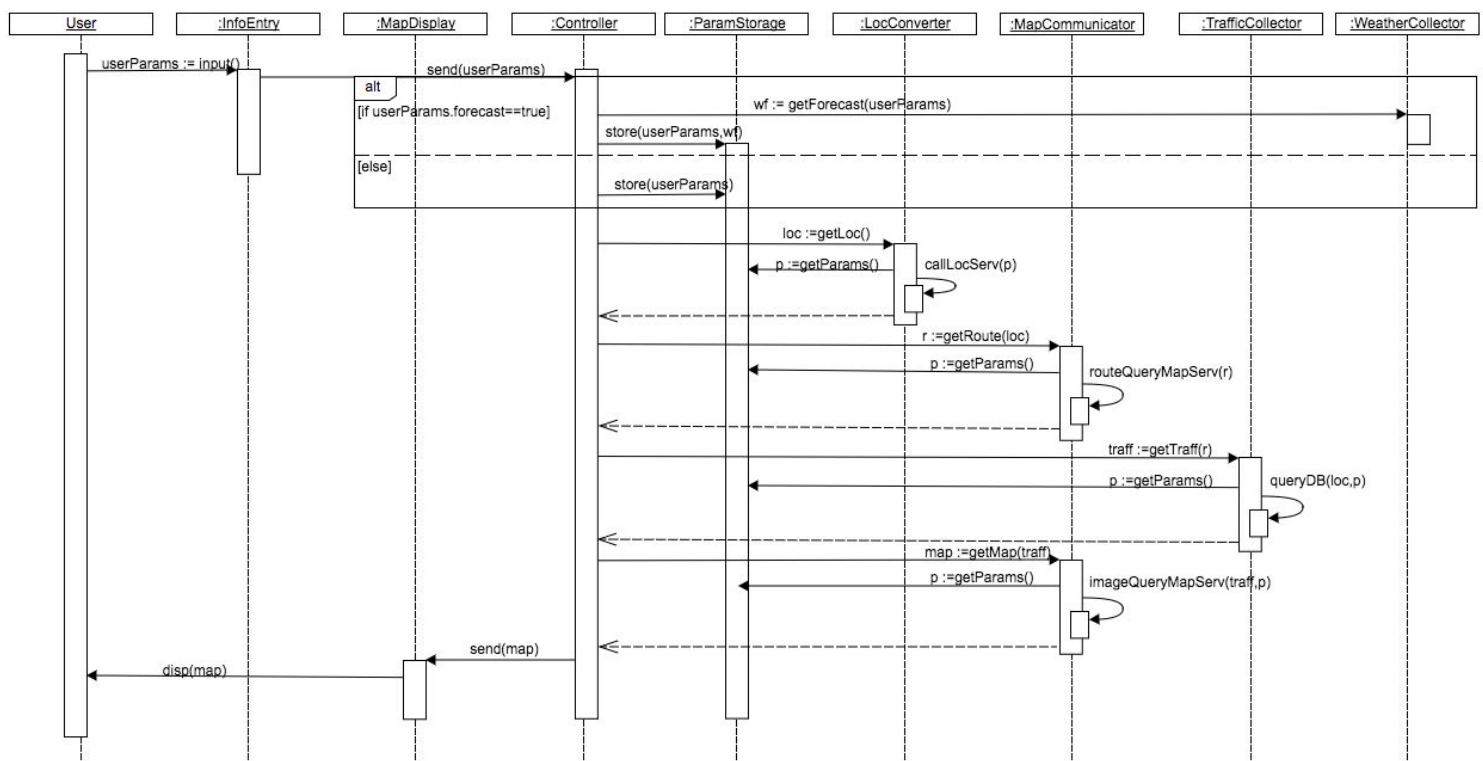 User
:InfoEntry
:MapDisplay
:Controller
:ParamStorage
:LocConverter
:MapCommunicator
:TrafficCollector
:WeatherCollector
userParams := input()
send(userParams)
alt
[if userParams.forecast==true]
wf := getForecast(userParams)
store(userParams,wf)
[else]
store(userParams)
loc :=getLoc()
p :=getParams()
callLocServ(p)
r :=getRoute(loc)
p :=getParams()
routeQueryMapServ(r)
traff :=getTraff(r)
p :=getParams()
queryDB(loc,p)
map :=getMap(traff)
p :=getParams()
imageQueryMapServ(traff,p)
send(map)
disp(map)